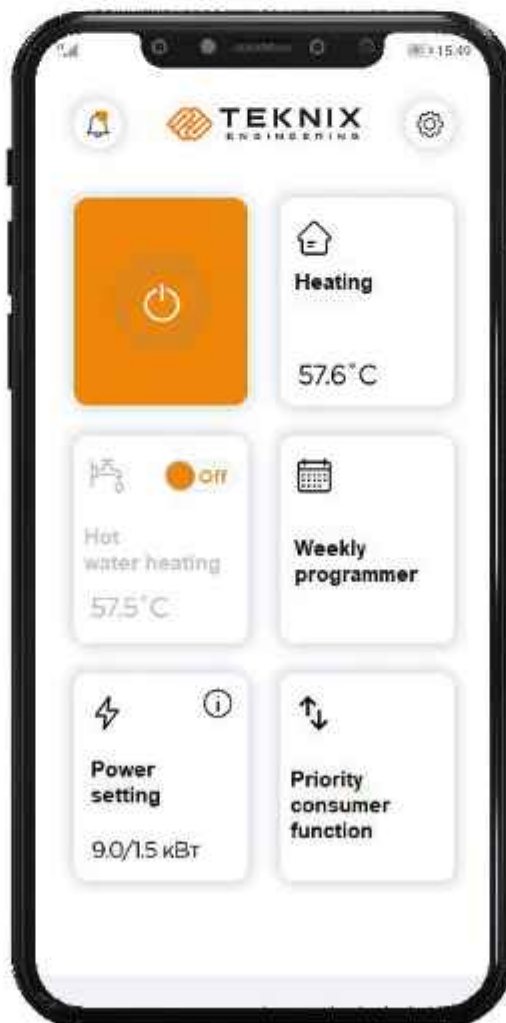 15:49
TEKNIX
ENGINEERING
Heating
57.6°C
Off
Hot
water heating
57.5°C
Weekly
programmer
Power
setting
9.0/1.5 кВт
Priority
consumer
function